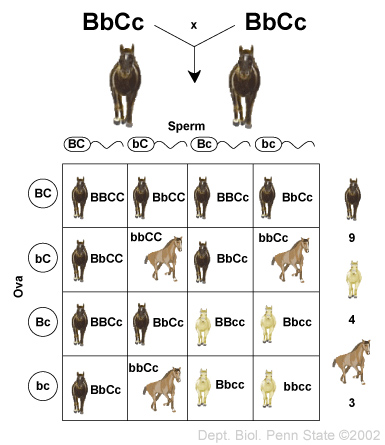 BbCc x BbCc
Sperm
BC bC Bc bc
Ova
BC BBCC BbCC BBCc BbCc
9
bC BbCC bbCC BbCc bbCc
4
Bc BBCc BbCc BBcc Bbcc
bc BbCc bbCc Bbcc bbcc
3
Dept. Biol. Penn State ©2002